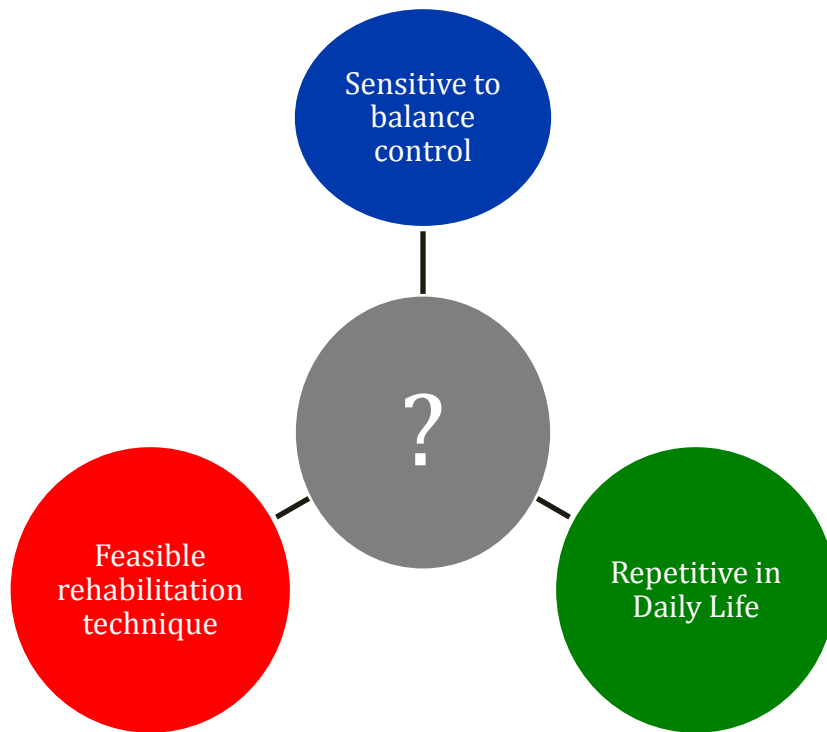 Sensitive to
balance
control
?
Feasible
rehabilitation
technique
Repetitive in
Daily Life